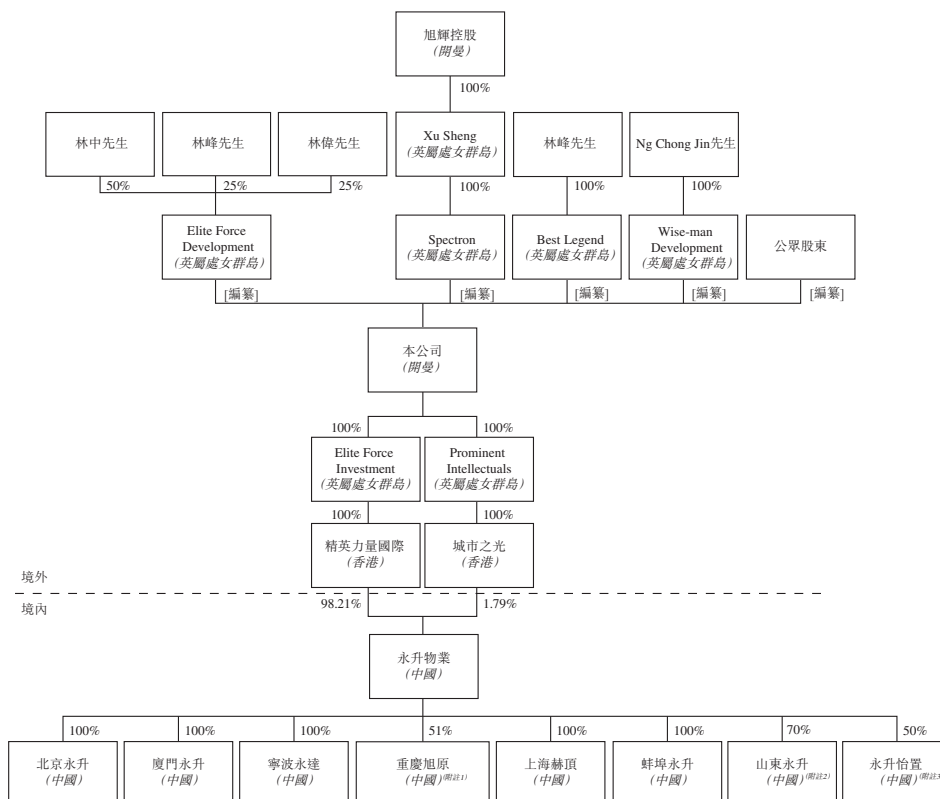 旭輝控股
(開曼)
100%
林中先生
林峰先生
林偉先生
Xu Sheng
(英屬處女群島)
林峰先生
Ng Chong Jin先生
50%
25%
25%
100%
100%
100%
Elite Force
Development
(英屬處女群島)
Spectron
(英屬處女群島)
Best Legend
(英屬處女群島)
Wise-man
Development
(英屬處女群島)
公眾股東
[編纂]
[編纂]
[編纂]
[編纂]
[編纂]
本公司
(開曼)
100%
100%
Elite Force
Investment
(英屬處女群島)
Prominent
Intellectuals
(英屬處女群島)
100%
100%
精英力量國際
(香港)
城市之光
(香港)
境外
境內
98.21%
1.79%
永升物業
(中國)
100%
100%
100%
51%
100%
100%
70%
50%
北京永升
(中國)
廈門永升
(中國)
寧波永達
(中國)
重慶旭原
(中國)(附註1)
上海赫頂
(中國)
蚌埠永升
(中國)
山東永升
(中國)(附註2)
永升怡置
(中國)(附註3)